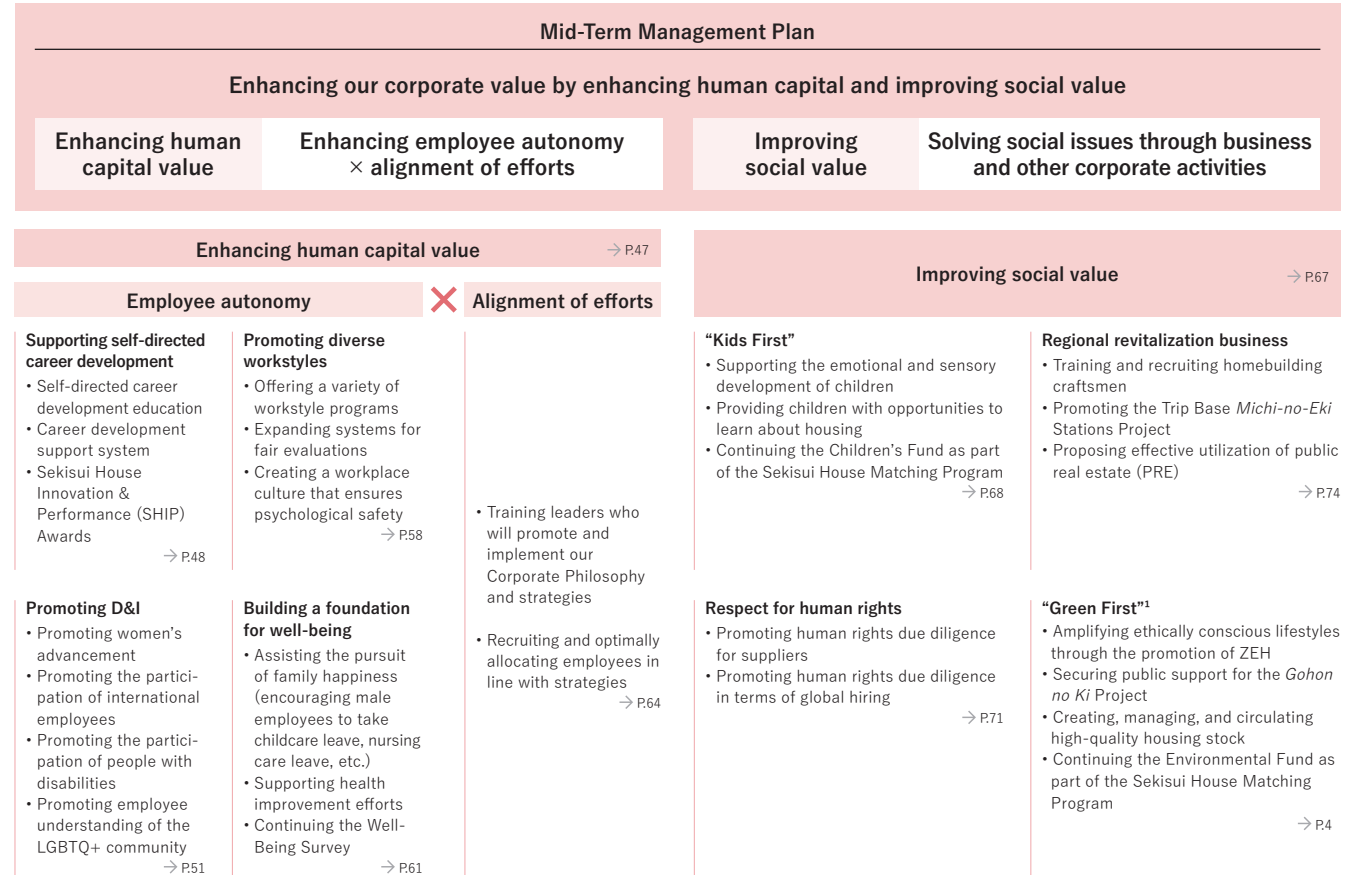 Mid-Term Management Plan
Enhancing our corporate value by enhancing human capital and improving social value
Enhancing human
capital value
Enhancing employee autonomy
× alignment of efforts
Improving
social value
Solving social issues through business
and other corporate activities
Enhancing human capital value
→ P.47
Employee autonomy
×
Alignment of efforts
Supporting self-directed
career development
• Self-directed career
development education
• Career development
support system
• Sekisui House
Innovation &
Performance (SHIP)
Awards
→ P.48
Promoting diverse
workstyles
• Offering a variety of
workstyle programs
• Expanding systems for
fair evaluations
• Creating a workplace
culture that ensures
psychological safety
→ P.58
Promoting D&I
• Promoting women's
advancement
• Promoting the partici-
pation of international
employees
• Promoting the partici-
pation of people with
disabilities
• Promoting employee
understanding of the
LGBTQ+ community
→ P.51
Building a foundation
for well-being
• Assisting the pursuit
of family happiness
(encouraging male
employees to take
childcare leave, nursing
care leave, etc.)
• Supporting health
improvement efforts
• Continuing the Well-
Being Survey
→ P.61
• Training leaders who
will promote and
implement our
Corporate Philosophy
and strategies
• Recruiting and optimally
allocating employees in
line with strategies
→ P.64
Improving social value
→ P.67
“Kids First”
• Supporting the emotional and sensory
development of children
• Providing children with opportunities to
learn about housing
• Continuing the Children's Fund as part
of the Sekisui House Matching Program
→ P.68
Regional revitalization business
• Training and recruiting homebuilding
craftsmen
• Promoting the Trip Base Michi-no-Eki
Stations Project
• Proposing effective utilization of public
real estate (PRE)
→ P.74
Respect for human rights
• Promoting human rights due diligence
for suppliers
• Promoting human rights due diligence
in terms of global hiring
→ P.71
“Green First”¹
• Amplifying ethically conscious lifestyles
through the promotion of ZEH
• Securing public support for the Gohon
no Ki Project
• Creating, managing, and circulating
high-quality housing stock
• Continuing the Environmental Fund as
part of the Sekisui House Matching
Program
→ P.4